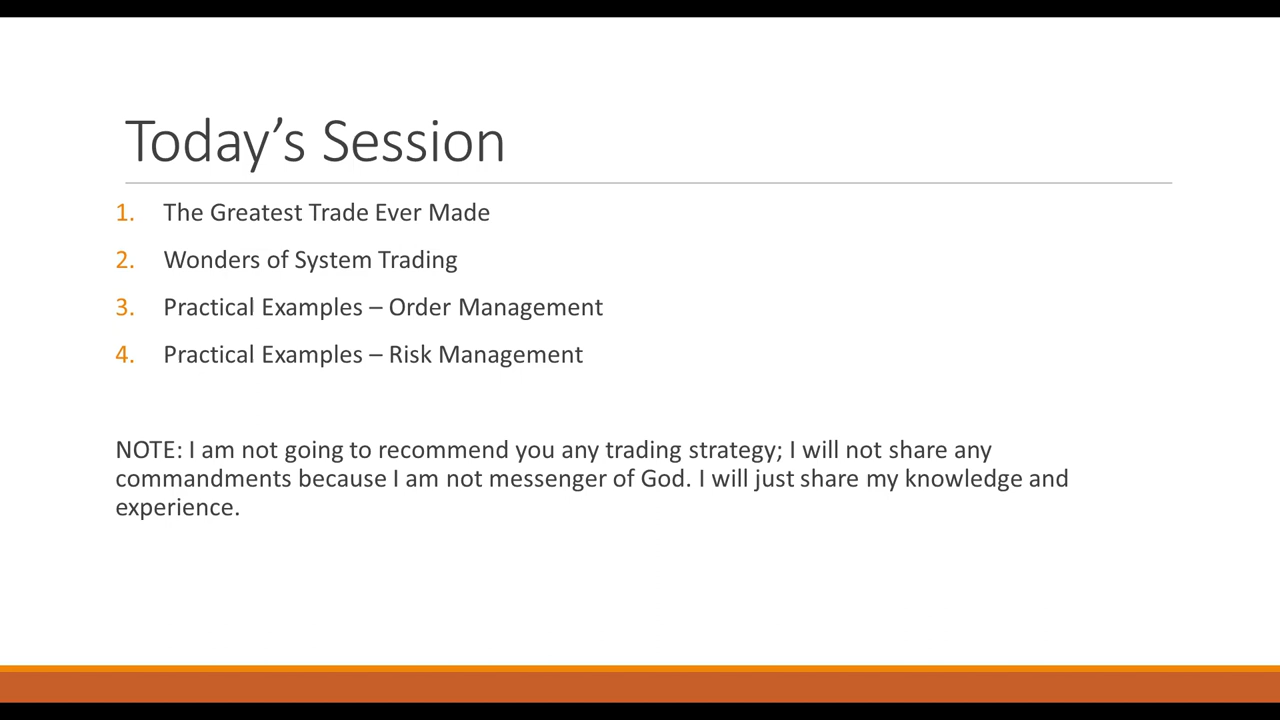 Today’s Session
1. The Greatest Trade Ever Made
2. Wonders of System Trading
3. Practical Examples – Order Management
4. Practical Examples – Risk Management
NOTE: I am not going to recommend you any trading strategy; I will not share any
commandments because I am not messenger of God. I will just share my knowledge and
experience.